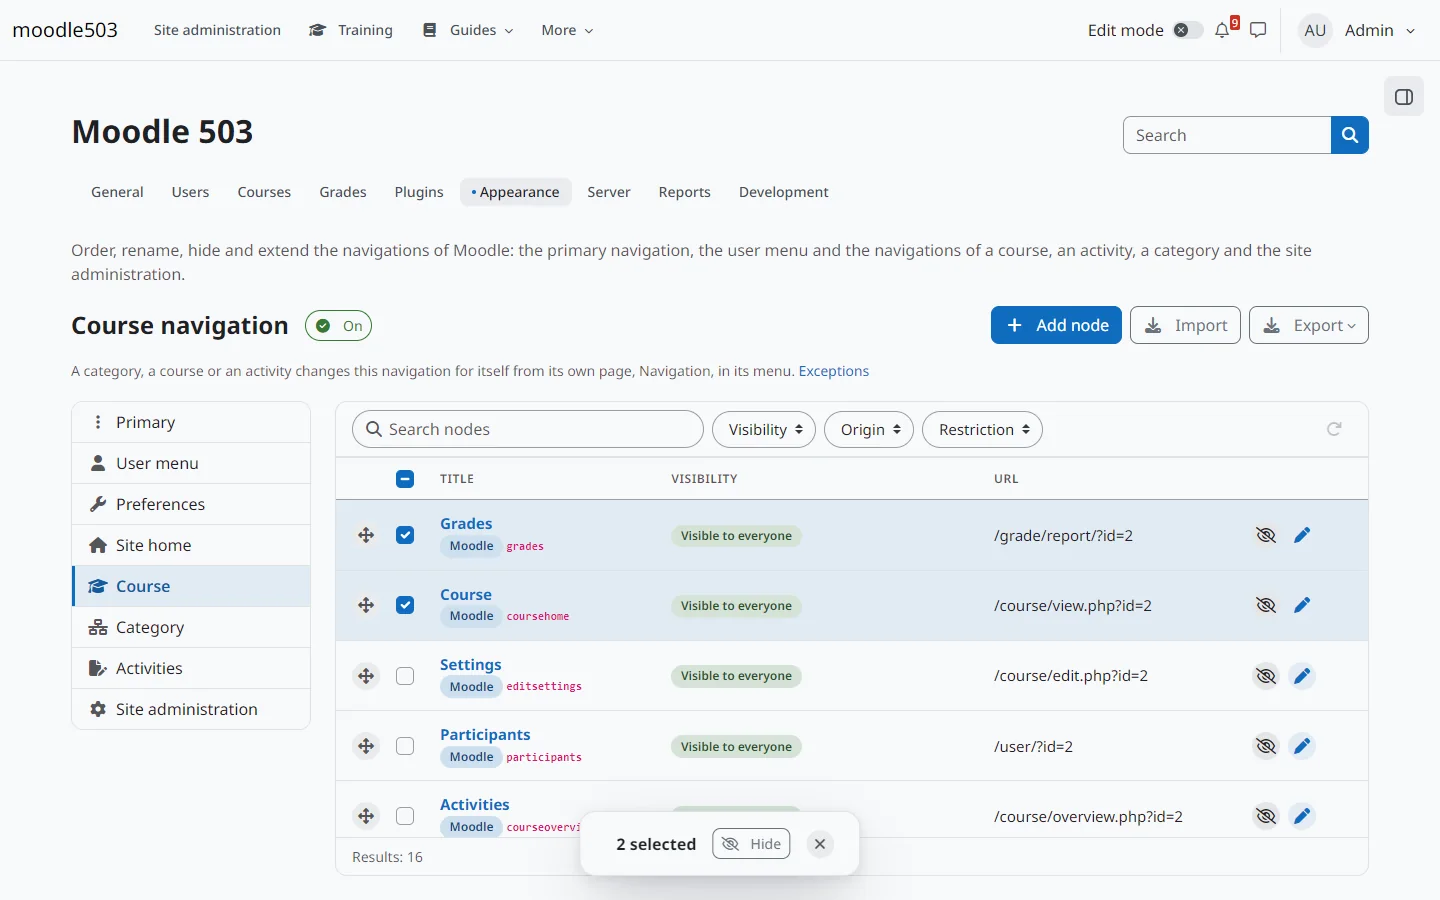 moodle503
Site administration
Training
Guides
More
Edit mode
9
AU
Admin
Moodle 503
Search
General
Users
Courses
Grades
Plugins
Appearance
Server
Reports
Development
Order, rename, hide and extend the navigations of Moodle: the primary navigation, the user menu and the navigations of a course, an activity, a category and the site
administration.
Course navigation
On
Add node
Import
Export
A category, a course or an activity changes this navigation for itself from its own page, Navigation, in its menu. Exceptions
Primary
User menu
Preferences
Site home
Course
Category
Activities
Site administration
Search nodes
Visibility
Origin
Restriction
TITLE
VISIBILITY
URL
Grades
Moodle grades
Visible to everyone
/grade/report/?id=2
Course
Moodle coursehome
Visible to everyone
/course/view.php?id=2
Settings
Moodle editsettings
Visible to everyone
/course/edit.php?id=2
Participants
Moodle participants
Visible to everyone
/user/?id=2
Activities
Moodle
/course/overview.php?id=2
2 selected
Hide
Results: 16